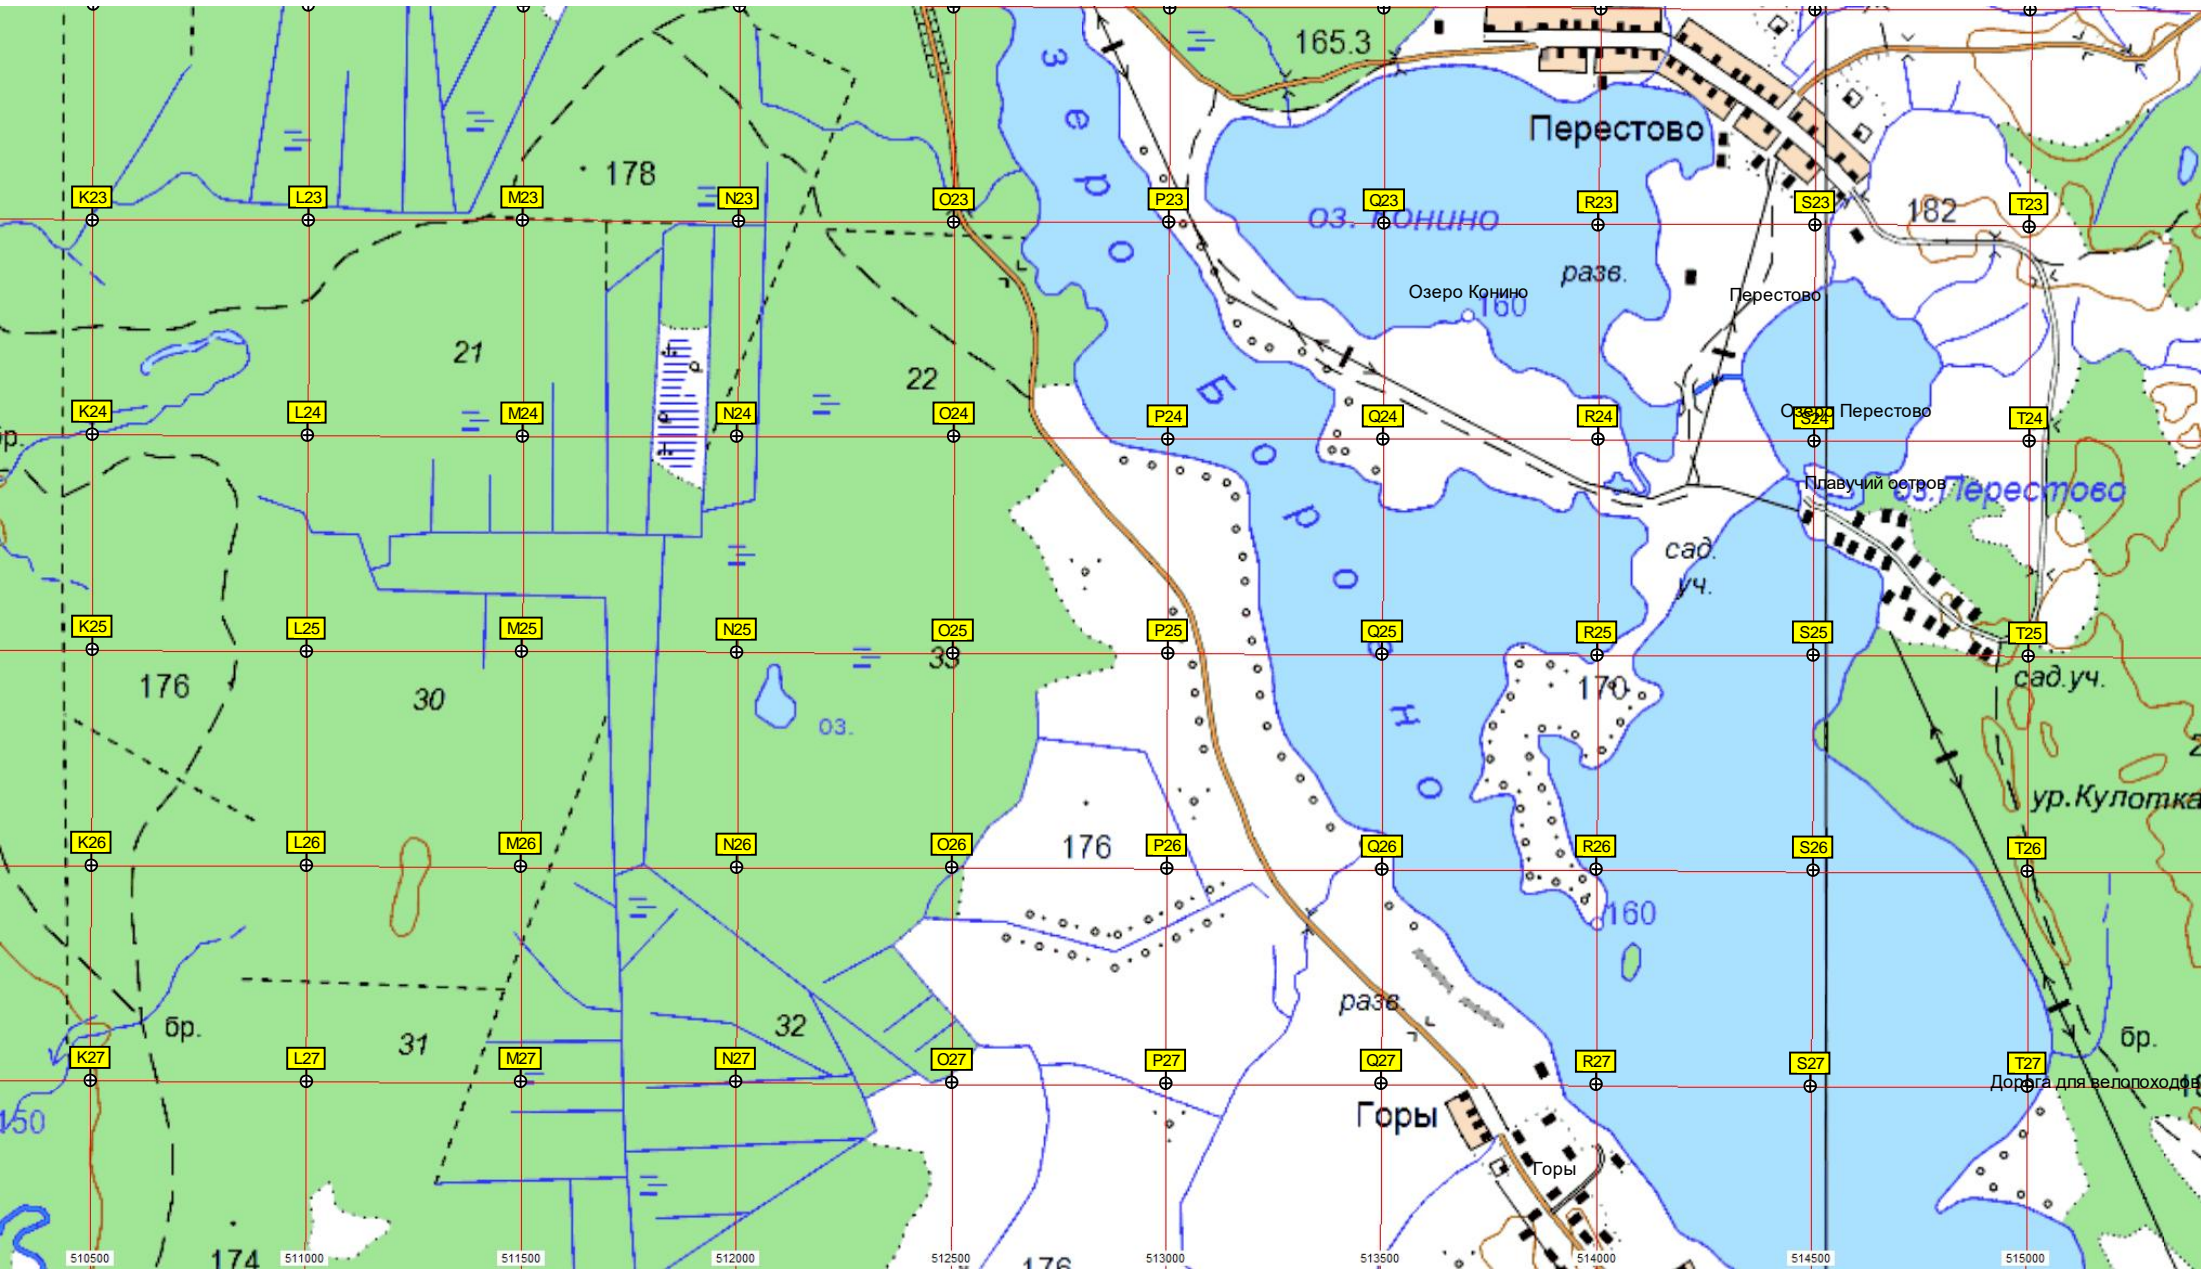 165.3
зеро
Перестово
178
K23
L23
M23
N23
O23
P23
Q23
R23
S23
T23
182
оз. Конино
разв.
Озеро Конино
160
Перестово
21
22
Бороно
K24
L24
M24
N24
O24
P24
Q24
R24
S24
T24
Озеро Перестово
бр.
Плавучий остров
оз.Перестово
сад.
уч.
K25
L25
M25
N25
O25
P25
Q25
R25
S25
T25
33
176
30
оз.
170
сад.уч.
ур.Кулотка
K26
L26
M26
N26
O26
P26
Q26
R26
S26
T26
176
160
разв.
бр.
31
32
бр.
K27
L27
M27
N27
O27
P27
Q27
R27
S27
T27
Дорога для велопоходов
150
Горы
Горы
174
176
510500
511000
511500
512000
512500
513000
513500
514000
514500
515000